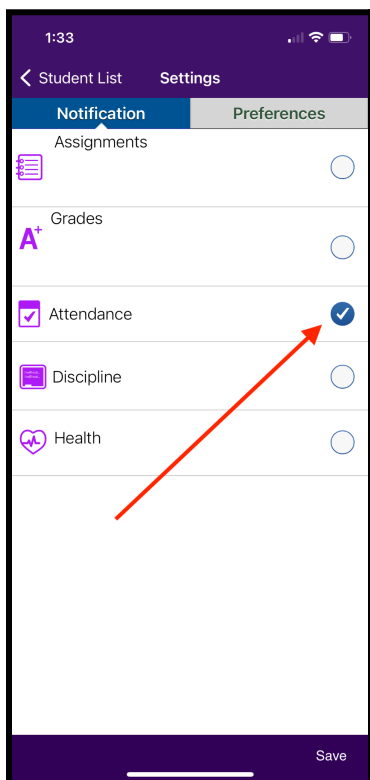 1:33
Student List Settings
Notification Preferences
Assignments
Grades
A+
Attendance
Discipline
Health
Save